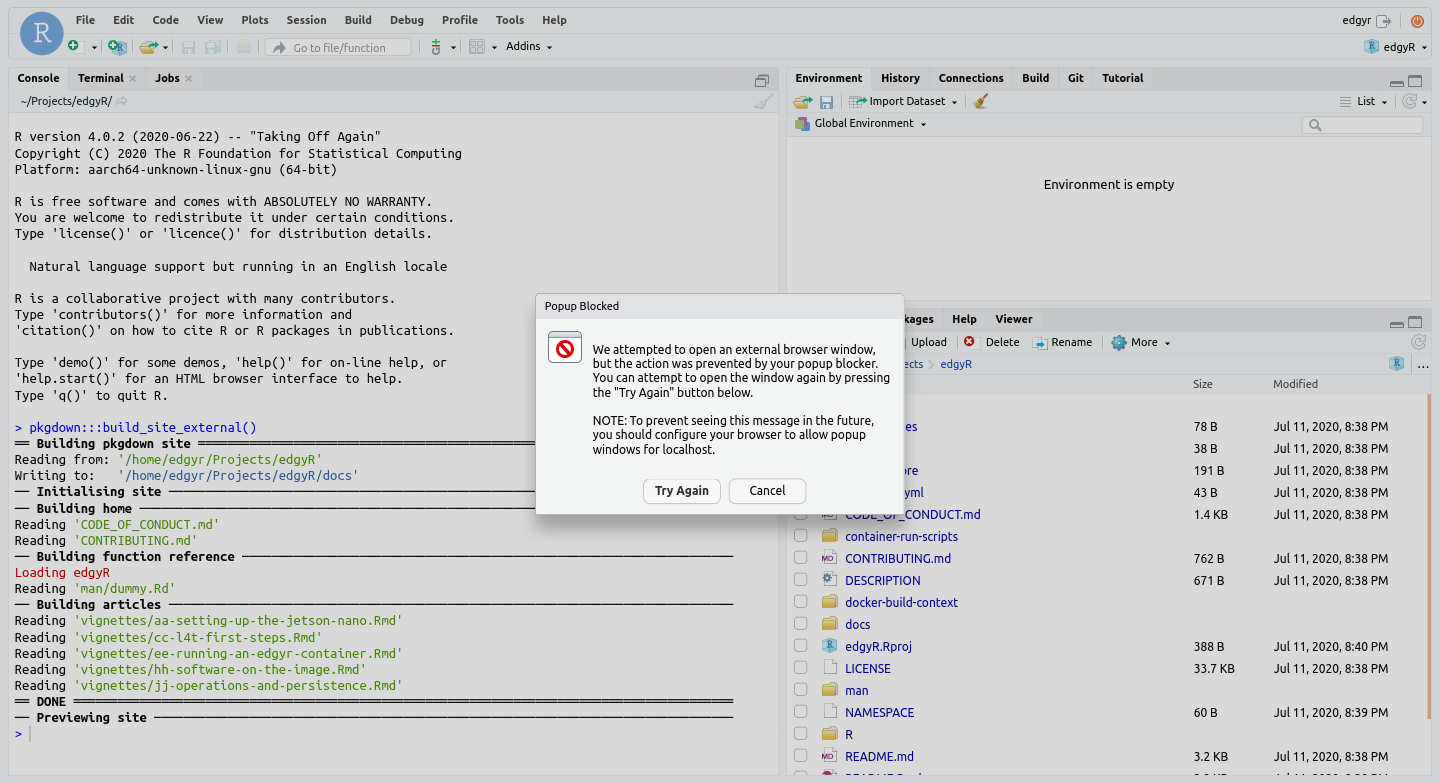 File Edit Code View Plots Session Build Debug Profile Tools Help
edgyr
R
Go to file/function
Addins
R edgyR
Console Terminal Jobs
~/Projects/edgyR/
R version 4.0.2 (2020-06-22) -- "Taking Off Again"
Copyright (C) 2020 The R Foundation for Statistical Computing
Platform: aarch64-unknown-linux-gnu (64-bit)
R is free software and comes with ABSOLUTELY NO WARRANTY.
You are welcome to redistribute it under certain conditions.
Type 'license()' or 'licence()' for distribution details.
Natural language support but running in an English locale
R is a collaborative project with many contributors.
Type 'contributors()' for more information and
'citation()' on how to cite R or R packages in publications.
Type 'demo()' for some demos, 'help()' for on-line help, or
'help.start()' for an HTML browser interface to help.
Type 'q()' to quit R.
> pkgdown:::build_site_external()
══ Building pkgdown site ══
Reading from: '/home/edgyr/Projects/edgyR'
Writing to: '/home/edgyr/Projects/edgyR/docs'
── Initialising site ──
── Building home ──
Reading 'CODE_OF_CONDUCT.md'
Reading 'CONTRIBUTING.md'
── Building function reference ──
Loading edgyR
Reading 'man/dummy.Rd'
── Building articles ──
Reading 'vignettes/aa-setting-up-the-jetson-nano.Rmd'
Reading 'vignettes/cc-l4t-first-steps.Rmd'
Reading 'vignettes/ee-running-an-edgyr-container.Rmd'
Reading 'vignettes/hh-software-on-the-image.Rmd'
Reading 'vignettes/jj-operations-and-persistence.Rmd'
══ DONE ══
── Previewing site ──
>
Environment History Connections Build Git Tutorial
Import Dataset
List
Global Environment
Environment is empty
Popup Blocked
We attempted to open an external browser window,
but the action was prevented by your popup blocker.
You can attempt to open the window again by pressing
the "Try Again" button below.
NOTE: To prevent seeing this message in the future,
you should configure your browser to allow popup
windows for localhost.
Try Again Cancel
kages Help Viewer
Upload Delete Rename More
ects > edgyR ...
Size Modified
es 78 B Jul 11, 2020, 8:38 PM
38 B Jul 11, 2020, 8:38 PM
ore 191 B Jul 11, 2020, 8:38 PM
yml 43 B Jul 11, 2020, 8:38 PM
CODE_OF_CONDUCT.md 1.4 KB Jul 11, 2020, 8:38 PM
container-run-scripts
CONTRIBUTING.md 762 B Jul 11, 2020, 8:38 PM
DESCRIPTION 671 B Jul 11, 2020, 8:38 PM
docker-build-context
docs
edgyR.Rproj 388 B Jul 11, 2020, 8:40 PM
LICENSE 33.7 KB Jul 11, 2020, 8:38 PM
man
NAMESPACE 60 B Jul 11, 2020, 8:39 PM
R
README.md 3.2 KB Jul 11, 2020, 8:38 PM